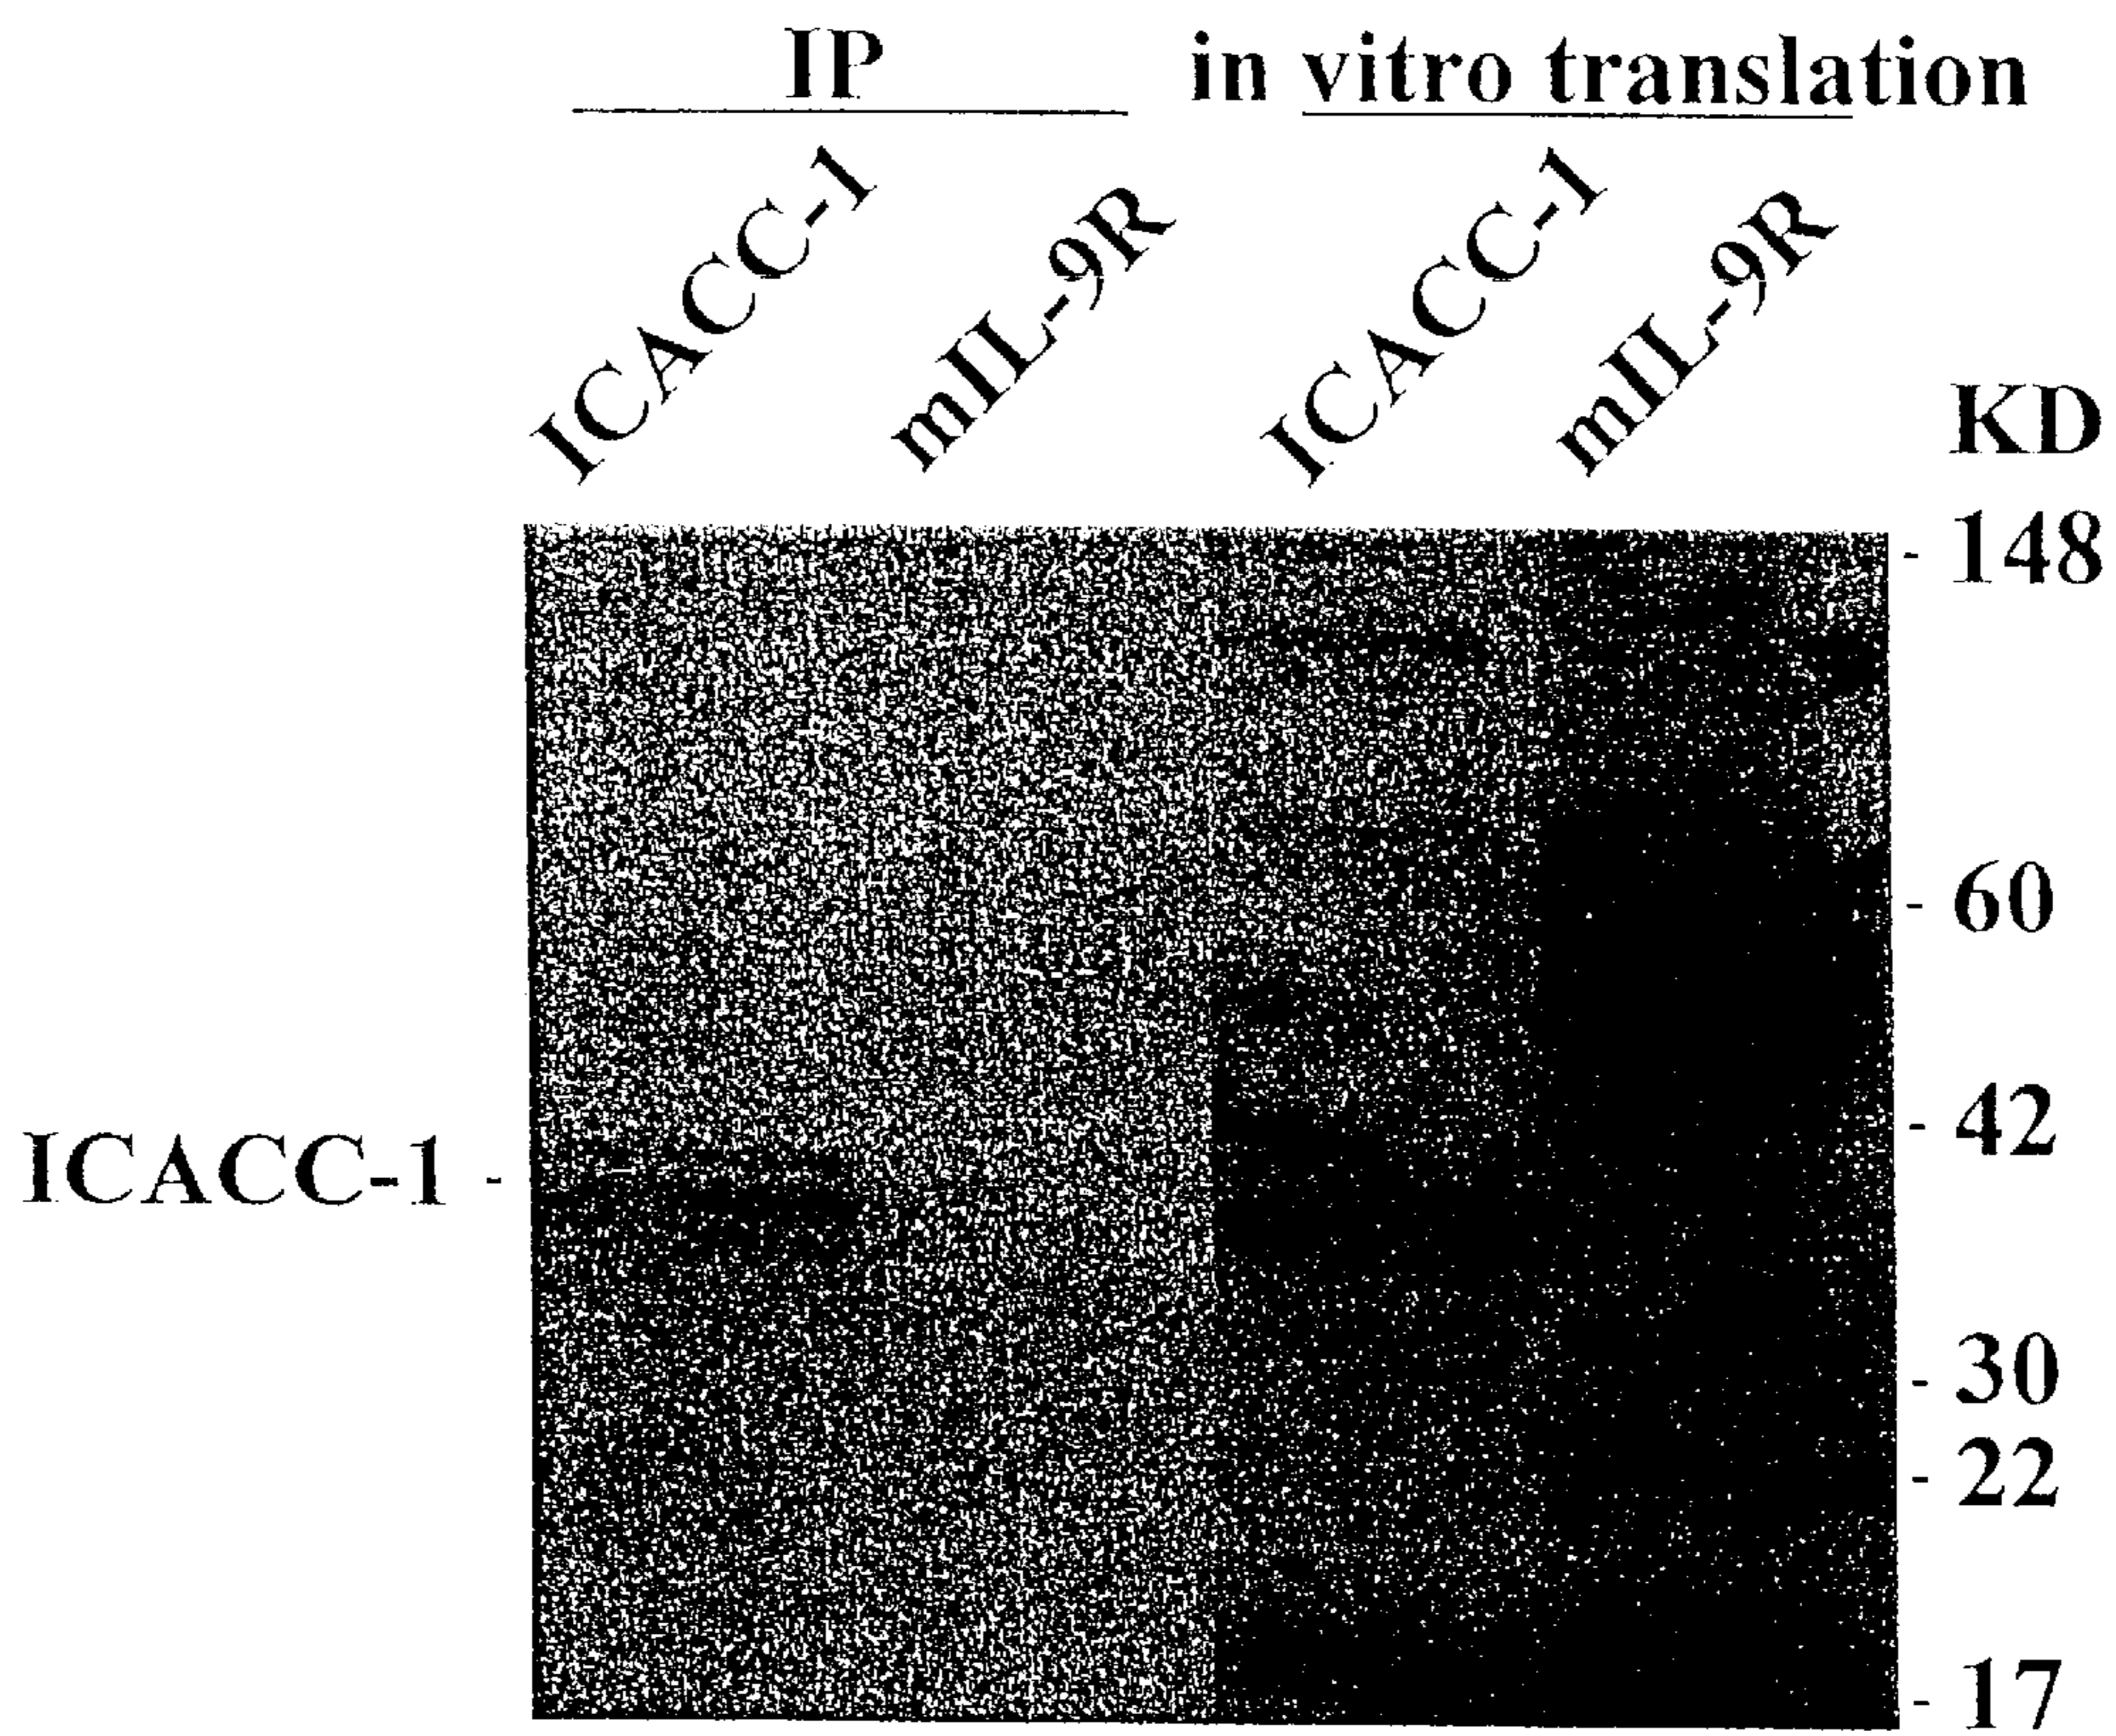 IP in vitro translation
ICACC-1 mIL-9R ICACC-1 mIL-9R
KD
- 148
- 60
- 42
ICACC-1 -
- 30
- 22
- 17